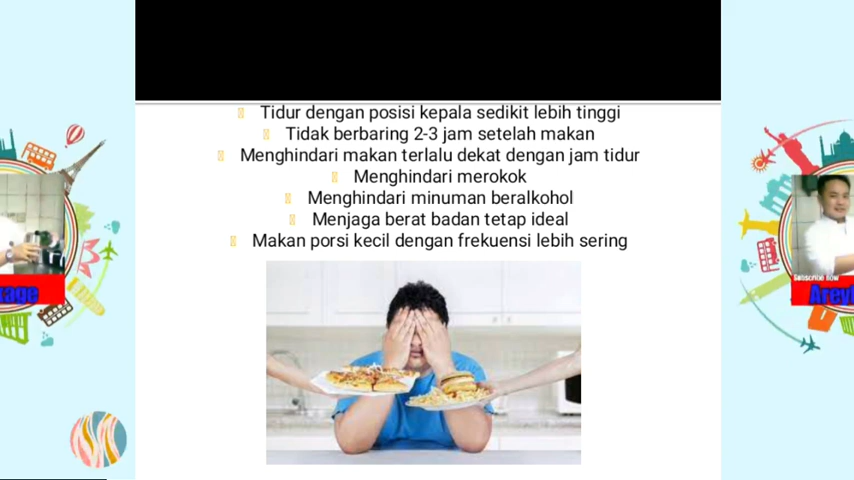 Tidur dengan posisi kepala sedikit lebih tinggi
Tidak berbaring 2-3 jam setelah makan
Menghindari makan terlalu dekat dengan jam tidur
Menghindari merokok
Menghindari minuman beralkohol
Menjaga berat badan tetap ideal
Makan porsi kecil dengan frekuensi lebih sering
Subscribe Now